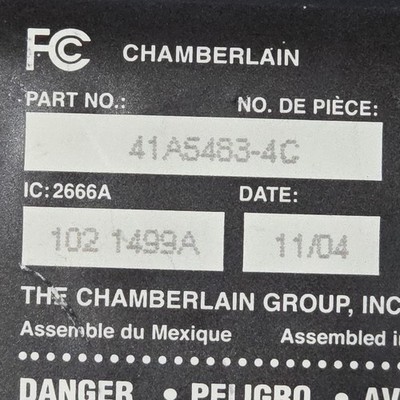 FC CHAMBERLAIN
PART NO.: NO. DE PIÈCE:
41A5483-4C
IC: 2666A DATE:
102 1499A 11/04
THE CHAMBERLAIN GROUP, INC
Assemble du Mexique Assembled i
DANGER • PELIGRO • AV